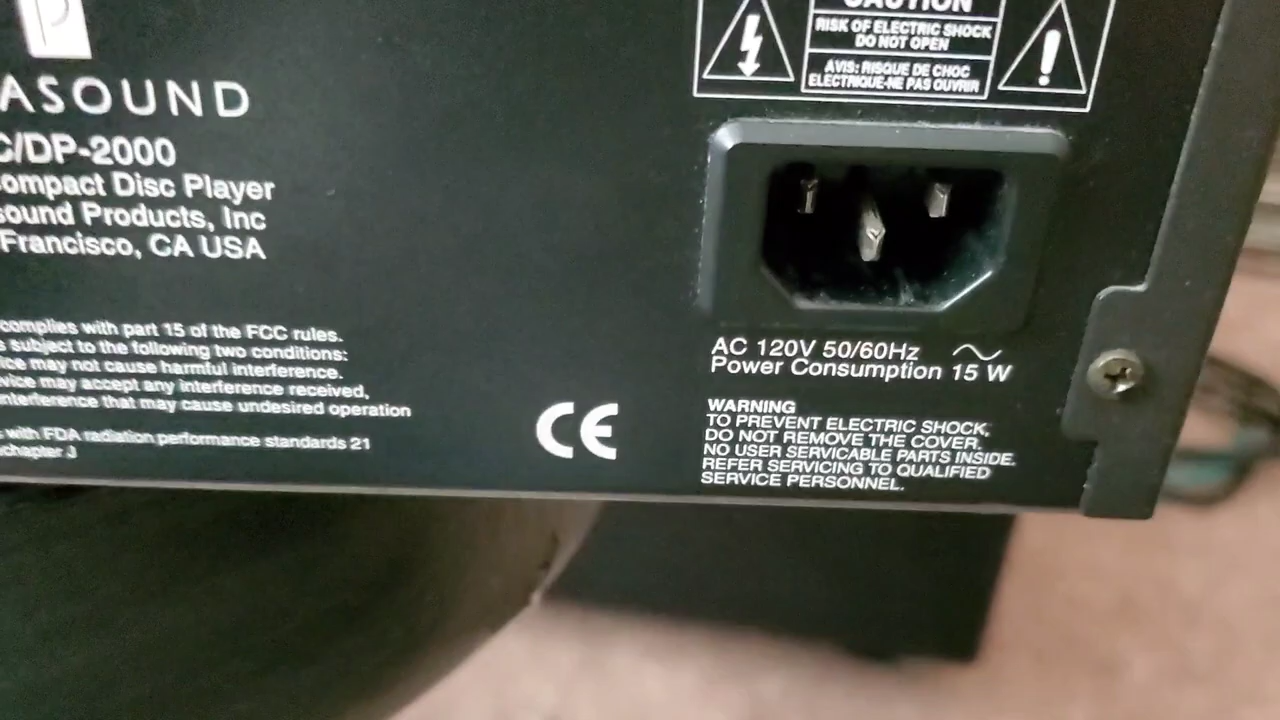 P
ASOUND
C/DP-2000
ompact Disc Player
sound Products, Inc
Francisco, CA USA
complies with part 15 of the FCC rules.
s subject to the following two conditions:
ice may not cause harmful interference.
evice may accept any interference received,
interference that may cause undesired operation
with FDA radiation performance standards 21
chapter J
CE
CAUTION
RISK OF ELECTRIC SHOCK
DO NOT OPEN
AVIS: RISQUE DE CHOC
ELECTRIQUE-NE PAS OUVRIR
AC 120V 50/60Hz
Power Consumption 15 W
WARNING
TO PREVENT ELECTRIC SHOCK,
DO NOT REMOVE THE COVER.
NO USER SERVICABLE PARTS INSIDE.
REFER SERVICING TO QUALIFIED
SERVICE PERSONNEL.